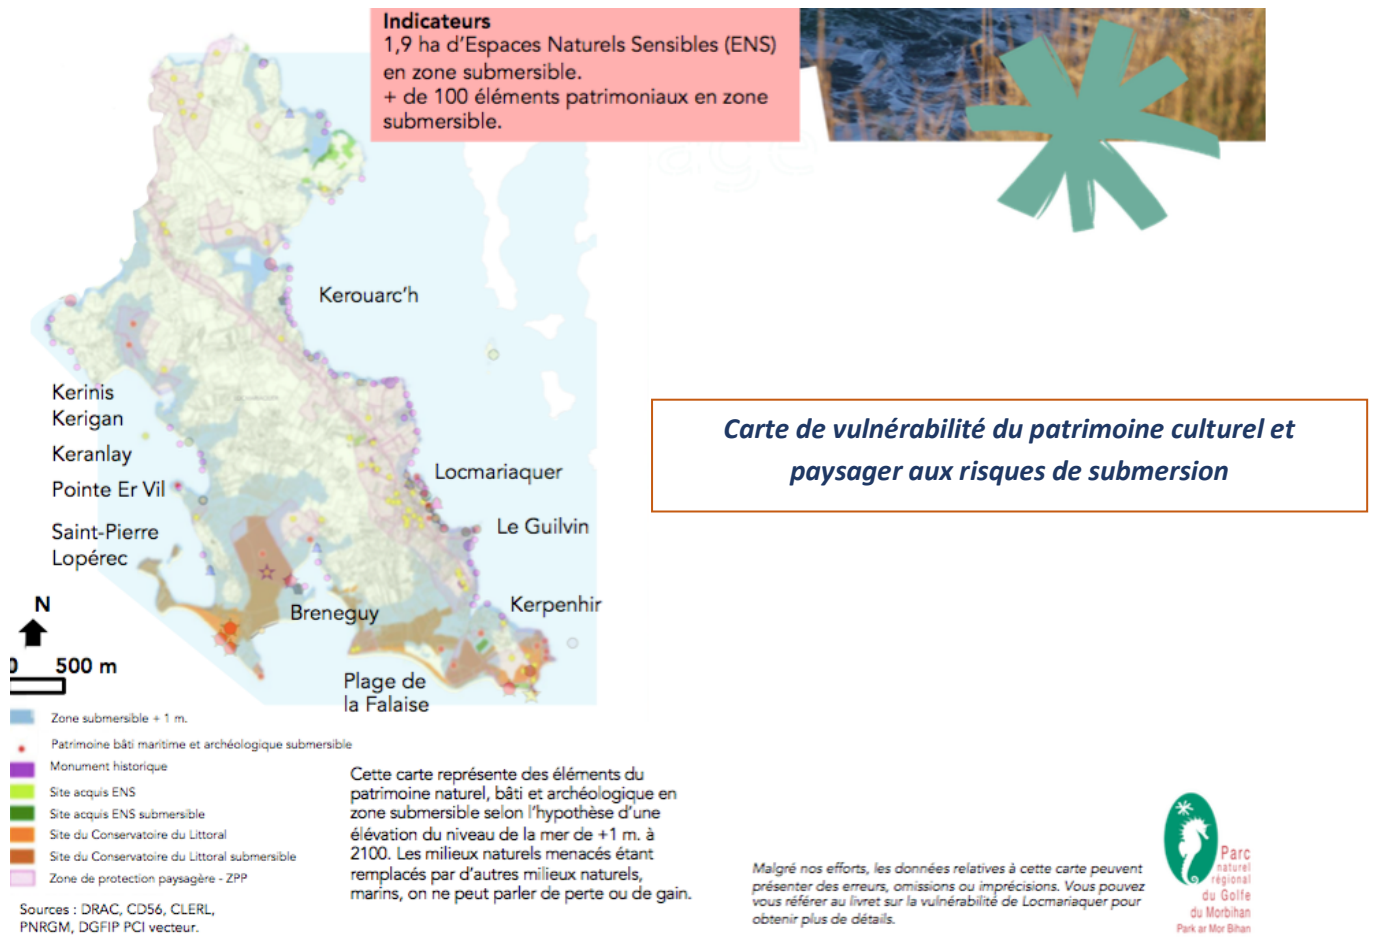 Indicateurs
1,9 ha d'Espaces Naturels Sensibles (ENS)
en zone submersible.
+ de 100 éléments patrimoniaux en zone
submersible.
Kerouarc'h
Kerinis
Kerigan
Keranlay
Pointe Er Vil
Saint-Pierre
Lopérec
Locmariaquer
Le Guilvin
Kerpenhir
Breneguy
Plage de
la Falaise
N
0 500 m
Carte de vulnérabilité du patrimoine culturel et
paysager aux risques de submersion
Zone submersible + 1 m.
Patrimoine bâti maritime et archéologique submersible
Monument historique
Site acquis ENS
Site acquis ENS submersible
Site du Conservatoire du Littoral
Site du Conservatoire du Littoral submersible
Zone de protection paysagère - ZPP
Sources : DRAC, CD56, CLERL,
PNRGM, DGFIP PCI vecteur.
Cette carte représente des éléments du
patrimoine naturel, bâti et archéologique en
zone submersible selon l'hypothèse d'une
élévation du niveau de la mer de +1 m. à
2100. Les milieux naturels menacés étant
remplacés par d'autres milieux naturels,
marins, on ne peut parler de perte ou de gain.
Malgré nos efforts, les données relatives à cette carte peuvent
présenter des erreurs, omissions ou imprécisions. Vous pouvez
vous référer au livret sur la vulnérabilité de Locmariaquer pour
obtenir plus de détails.
Parc
naturel
régional
du Golfe
du Morbihan
Park ar Mor Bihan